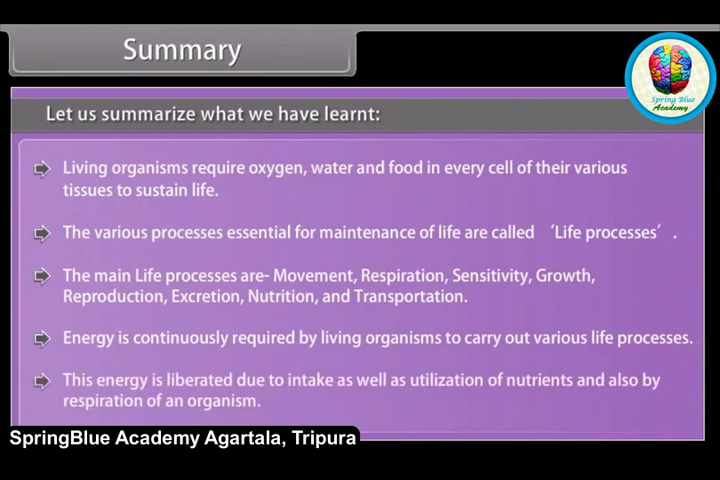 Summary
Spring Blue
Academy
Let us summarize what we have learnt:
Living organisms require oxygen, water and food in every cell of their various
tissues to sustain life.
The various processes essential for maintenance of life are called ‘Life processes’ .
The main Life processes are- Movement, Respiration, Sensitivity, Growth,
Reproduction, Excretion, Nutrition, and Transportation.
Energy is continuously required by living organisms to carry out various life processes.
This energy is liberated due to intake as well as utilization of nutrients and also by
respiration of an organism.
SpringBlue Academy Agartala, Tripura